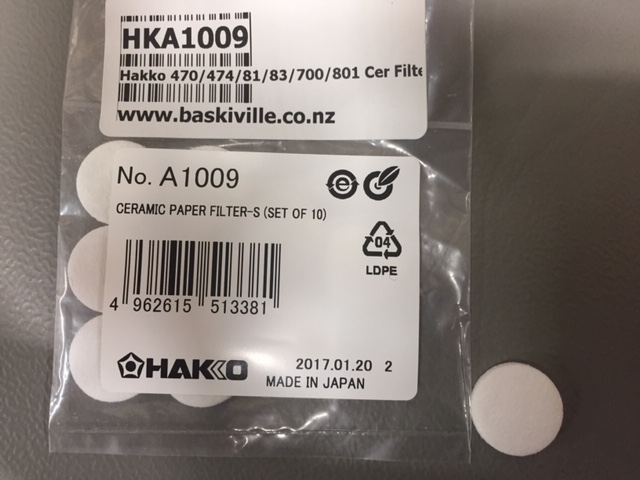 HKA1009
Hakko 470/474/81/83/700/801 Cer Filte
www.baskiville.co.nz
No. A1009
CERAMIC PAPER FILTER-S (SET OF 10)
04
LDPE
4 962615 513381
HAKKO
2017.01.20 2
MADE IN JAPAN